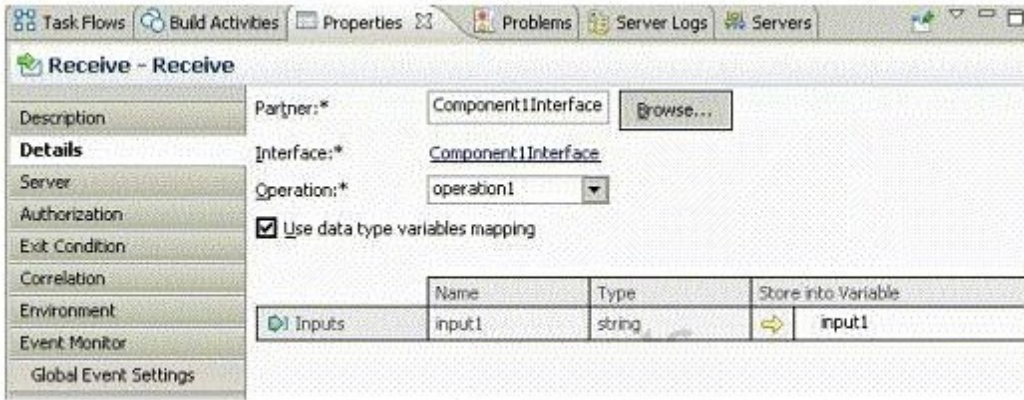 Task Flows Build Activities Properties Problems Server Logs Servers
Receive - Receive
Description
Details
Server
Authorization
Exit Condition
Correlation
Environment
Event Monitor
Global Event Settings
Partner:* Component1Interface Browse...
Interface:* Component1Interface
Operation:* operation1
Use data type variables mapping
Name Type Store into Variable
Inputs input1 string input1